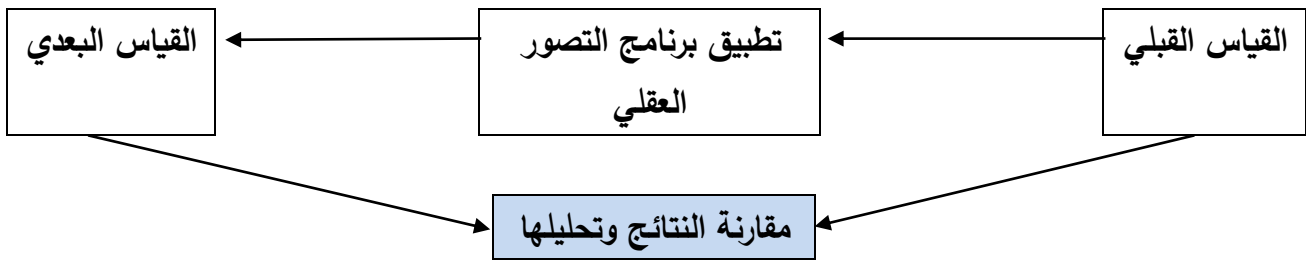 القياس القبلي
تطبيق برنامج التصور
العقلي
القياس البعدي
مقارنة النتائج وتحليلها